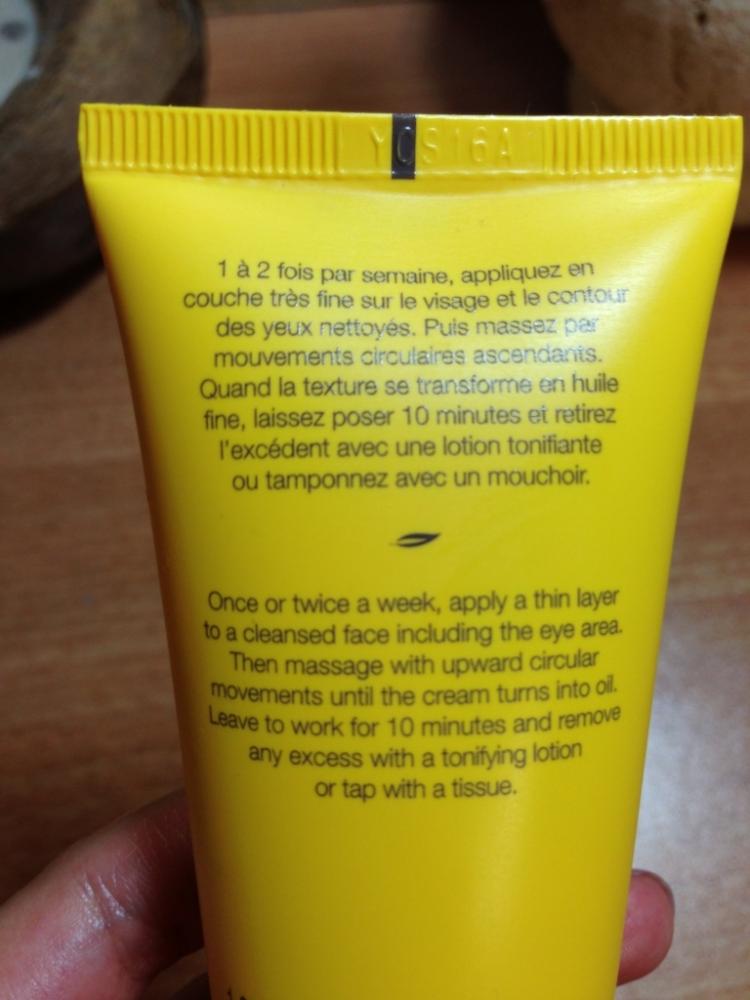 YOS16A
1 à 2 fois par semaine, appliquez en
couche très fine sur le visage et le contour
des yeux nettoyés. Puis massez par
mouvements circulaires ascendants.
Quand la texture se transforme en huile
fine, laissez poser 10 minutes et retirez
l'excédent avec une lotion tonifiante
ou tamponnez avec un mouchoir.
Once or twice a week, apply a thin layer
to a cleansed face including the eye area.
Then massage with upward circular
movements until the cream turns into oil.
Leave to work for 10 minutes and remove
any excess with a tonifying lotion
or tap with a tissue.